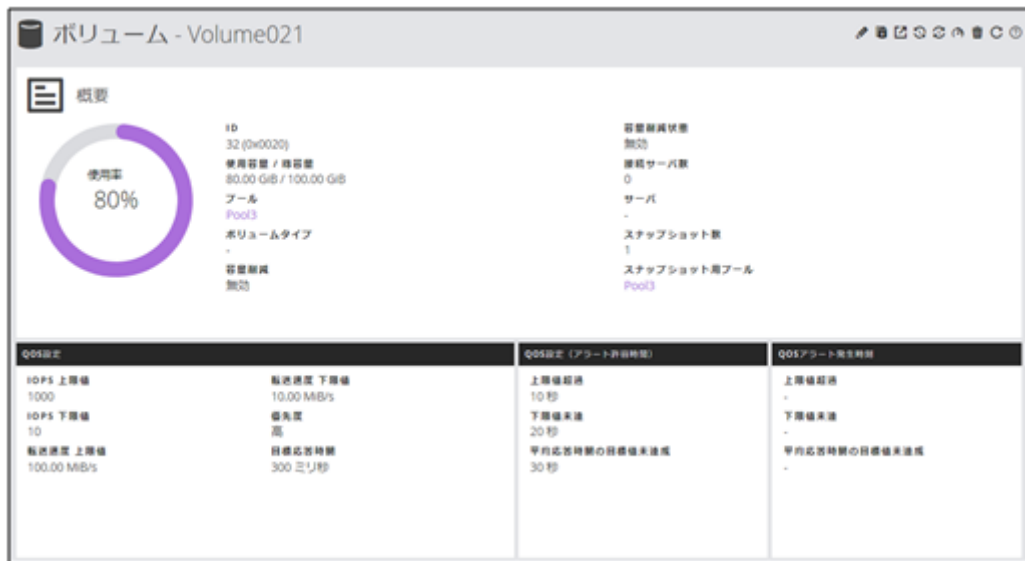 ボリューム - Volume021
概要
使用率
80%
ID
32 (0x0020)
使用容量 / 総容量
80.00 GiB / 100.00 GiB
プール
Pool3
ボリュームタイプ
-
容量削減
無効
容量削減状態
無効
接続サーバ数
0
サーバ
-
スナップショット数
1
スナップショット用プール
Pool3
QOS設定
IOPS 上限値
1000
IOPS 下限値
10
転送速度 上限値
100.00 MiB/s
転送速度 下限値
10.00 MiB/s
優先度
高
目標応答時間
300 ミリ秒
QOS設定（アラート許容時間）
上限値超過
10 秒
下限値未達
20 秒
平均応答時間の目標値未達成
30 秒
QOSアラート発生時刻
上限値超過
-
下限値未達
-
平均応答時間の目標値未達成
-